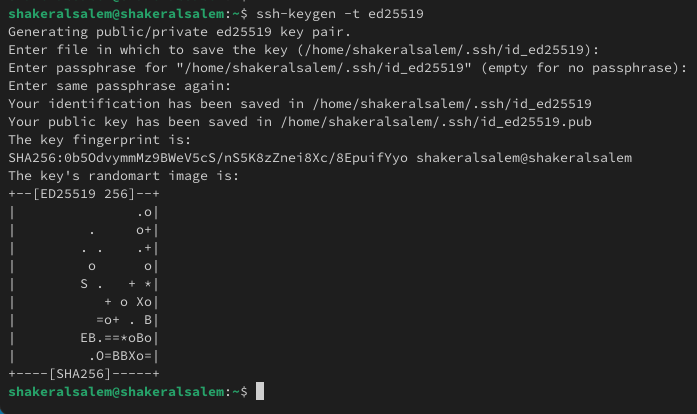 shakeralsalem@shakeralsalem:~$ ssh-keygen -t ed25519
Generating public/private ed25519 key pair.
Enter file in which to save the key (/home/shakeralsalem/.ssh/id_ed25519):
Enter passphrase for "/home/shakeralsalem/.ssh/id_ed25519" (empty for no passphrase):
Enter same passphrase again:
Your identification has been saved in /home/shakeralsalem/.ssh/id_ed25519
Your public key has been saved in /home/shakeralsalem/.ssh/id_ed25519.pub
The key fingerprint is:
SHA256:0b5OdvymmMz9BWeV5cS/nS5K8zZnei8Xc/8EpuifYyo shakeralsalem@shakeralsalem
The key's randomart image is:
+--[ED25519 256]--+
|               .o|
|         .     o+|
|        . .    .+|
|         o      o|
|        S .   + *|
|           + o Xo|
|          =o+ . B|
|        EB.==*oBo|
|         .O=BBXo=|
+----[SHA256]-----+
shakeralsalem@shakeralsalem:~$